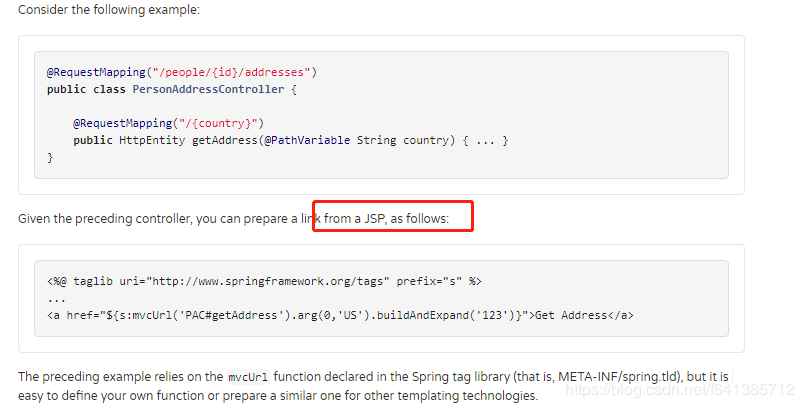 Consider the following example:
@RequestMapping("/people/{id}/addresses")
public class PersonAddressController {
@RequestMapping("/{country}")
public HttpEntity getAddress(@PathVariable String country) { ... }
}
Given the preceding controller, you can prepare a link from a JSP, as follows:
<%@ taglib uri="http://www.springframework.org/tags" prefix="s" %>
...
<a href="${s:mvcUrl('PAC#getAddress').arg(0,'US').buildAndExpand('123')}">Get Address</a>
The preceding example relies on the mvcUrl function declared in the Spring tag library (that is, META-INF/spring.tld), but it is
easy to define your own function or prepare a similar one for other templating technologies.
https://blog.csdn.net/f641385712